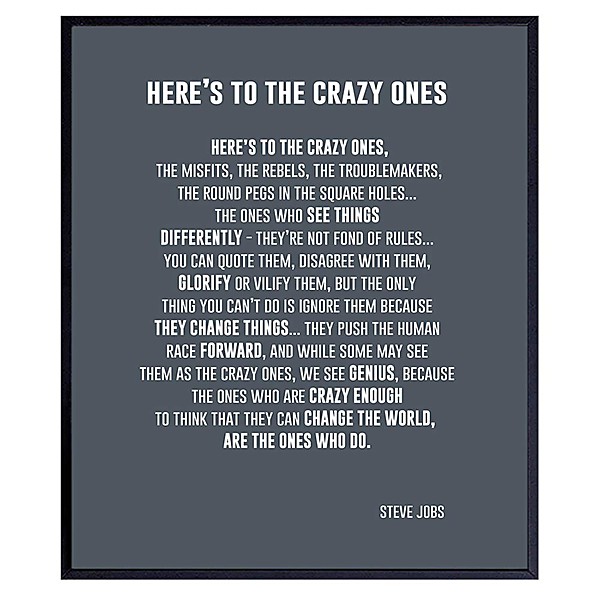 HERE'S TO THE CRAZY ONES
HERE'S TO THE CRAZY ONES,
THE MISFITS, THE REBELS, THE TROUBLEMAKERS,
THE ROUND PEGS IN THE SQUARE HOLES...
THE ONES WHO SEE THINGS
DIFFERENTLY - THEY'RE NOT FOND OF RULES...
YOU CAN QUOTE THEM, DISAGREE WITH THEM,
GLORIFY OR VILIFY THEM, BUT THE ONLY
THING YOU CAN'T DO IS IGNORE THEM BECAUSE
THEY CHANGE THINGS... THEY PUSH THE HUMAN
RACE FORWARD, AND WHILE SOME MAY SEE
THEM AS THE CRAZY ONES, WE SEE GENIUS, BECAUSE
THE ONES WHO ARE CRAZY ENOUGH
TO THINK THAT THEY CAN CHANGE THE WORLD,
ARE THE ONES WHO DO.
STEVE JOBS